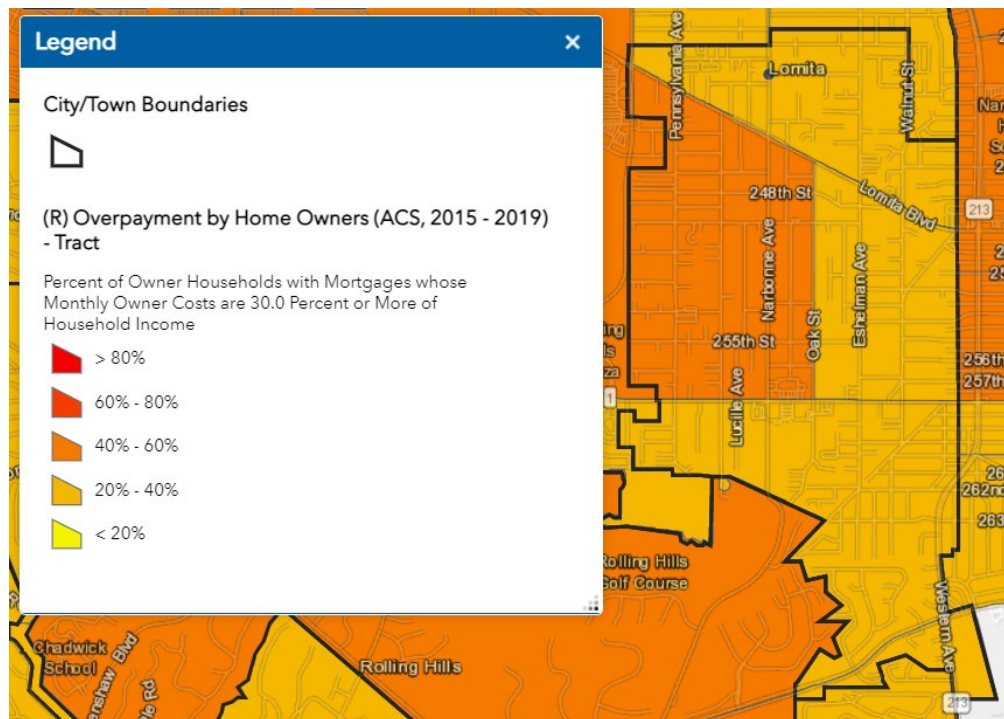 Legend
×
City/Town Boundaries
(R) Overpayment by Home Owners (ACS, 2015 - 2019)
- Tract
Percent of Owner Households with Mortgages whose
Monthly Owner Costs are 30.0 Percent or More of
Household Income
> 80%
60% - 80%
40% - 60%
20% - 40%
< 20%
Pennsylvania Ave
Lomita
Walnut St
248th St
Lomita Blvd
213
Narbonne Ave
Eshelman Ave
Oak St
255th St
256th
257th
1
Lucille Ave
262nd
263
Rolling Hills
Golf Course
Western Ave
Chadwick
School
Rolling Hills
213